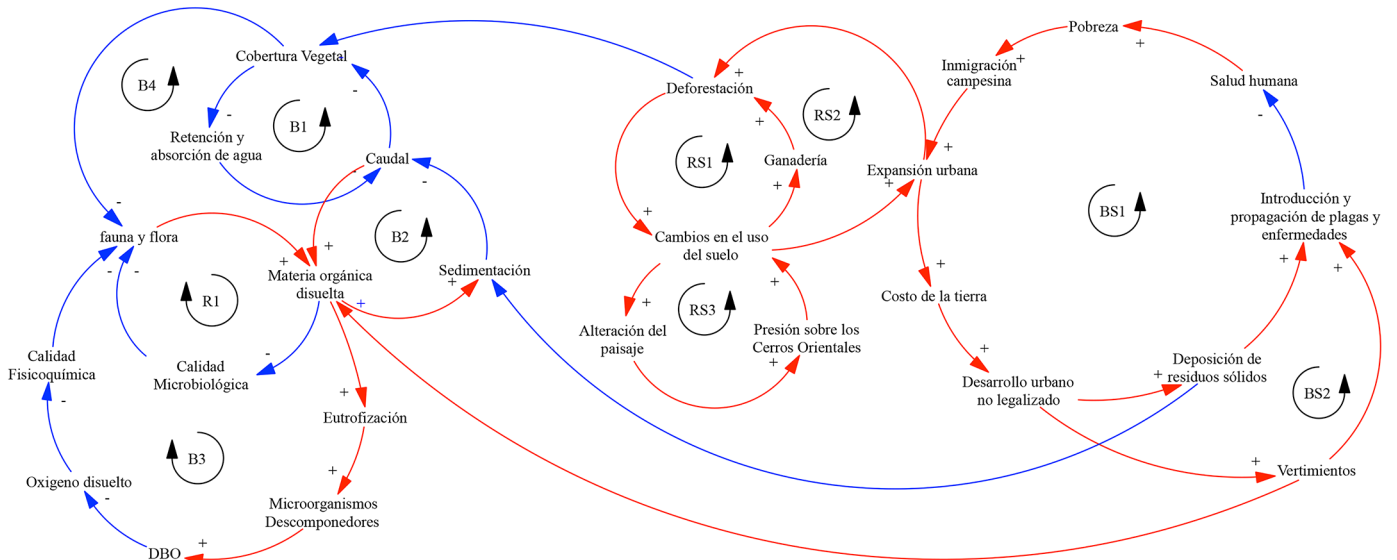 Pobreza
Cobertura Vegetal
Inmigración
campesina
Salud humana
B4
Deforestación
RS2
B1
Retención y
absorción de agua
Caudal
RS1
Ganadería
Expansión urbana
Introducción y
propagación de plagas y
enfermedades
BS1
fauna y flora
B2
Cambios en el uso
del suelo
Materia orgánica
disuelta
Sedimentación
R1
Costo de la tierra
RS3
Alteración del
paisaje
Presión sobre los
Cerros Orientales
Calidad
Fisicoquímica
Calidad
Microbiológica
Deposición de
residuos sólidos
Desarrollo urbano
no legalizado
BS2
Eutrofización
B3
Vertimientos
Oxigeno disuelto
Microorganismos
Descomponedores
DBO